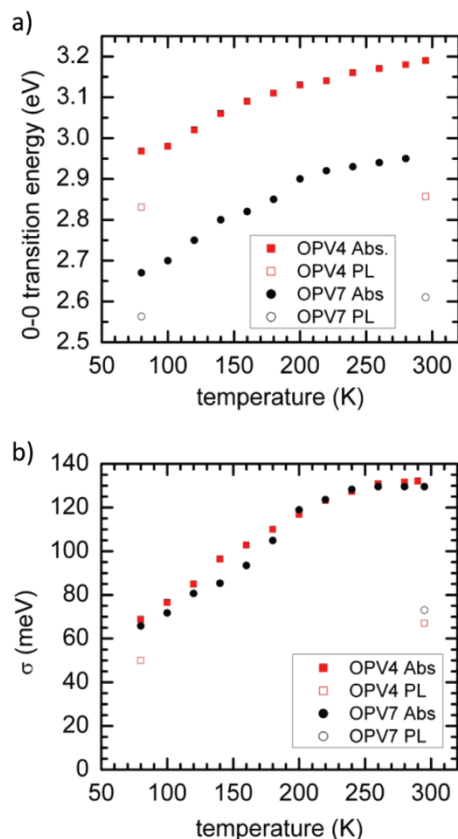 a)
3.2
3.1
3.0
2.9
2.8
2.7
2.6
2.5
0-0 transition energy (eV)
OPV4 Abs.
OPV4 PL
OPV7 Abs
OPV7 PL
50 100 150 200 250 300
temperature (K)
b)
140
120
100
80
60
40
20
0
σ (meV)
OPV4 Abs
OPV4 PL
OPV7 Abs
OPV7 PL
50 100 150 200 250 300
temperature (K)